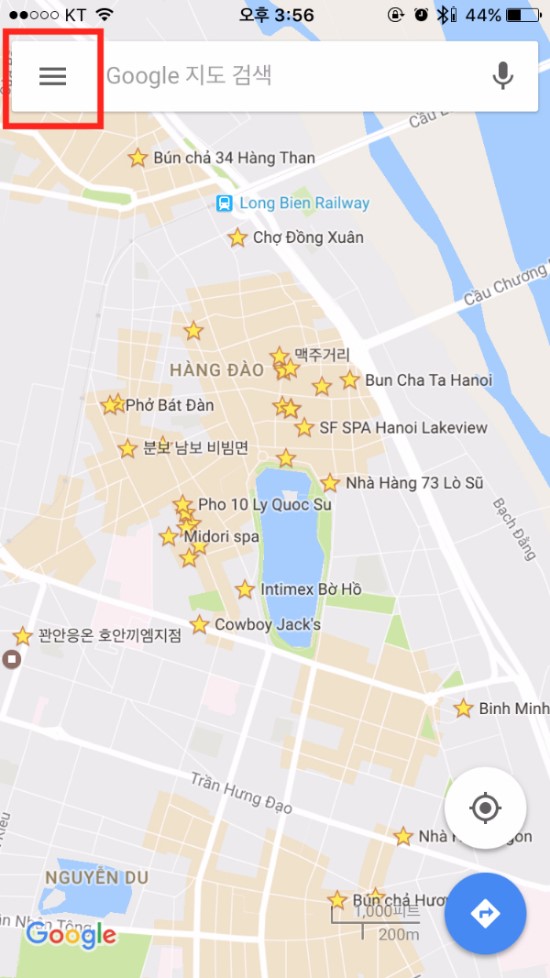 KT 오후 3:56 44%
Google 지도 검색
Cầu
Bún chả 34 Hàng Than
Long Bien Railway
Chợ Đồng Xuân
Cầu Chương
맥주거리
HÀNG ĐÀO
Bun Cha Ta Hanoi
Phở Bát Đàn
SF SPA Hanoi Lakeview
분보 남보 비빔면
Nhà Hàng 73 Lò Sũ
Pho 10 Ly Quoc Su
Bạch Đằng
Midori spa
Intimex Bờ Hồ
Cowboy Jack's
꽌안응온 호안끼엠지점
Binh Minh
Trần Hưng Đạo
Nhà
NGUYỄN DU
Bún chả Hươ
1,000피트
Google
200m